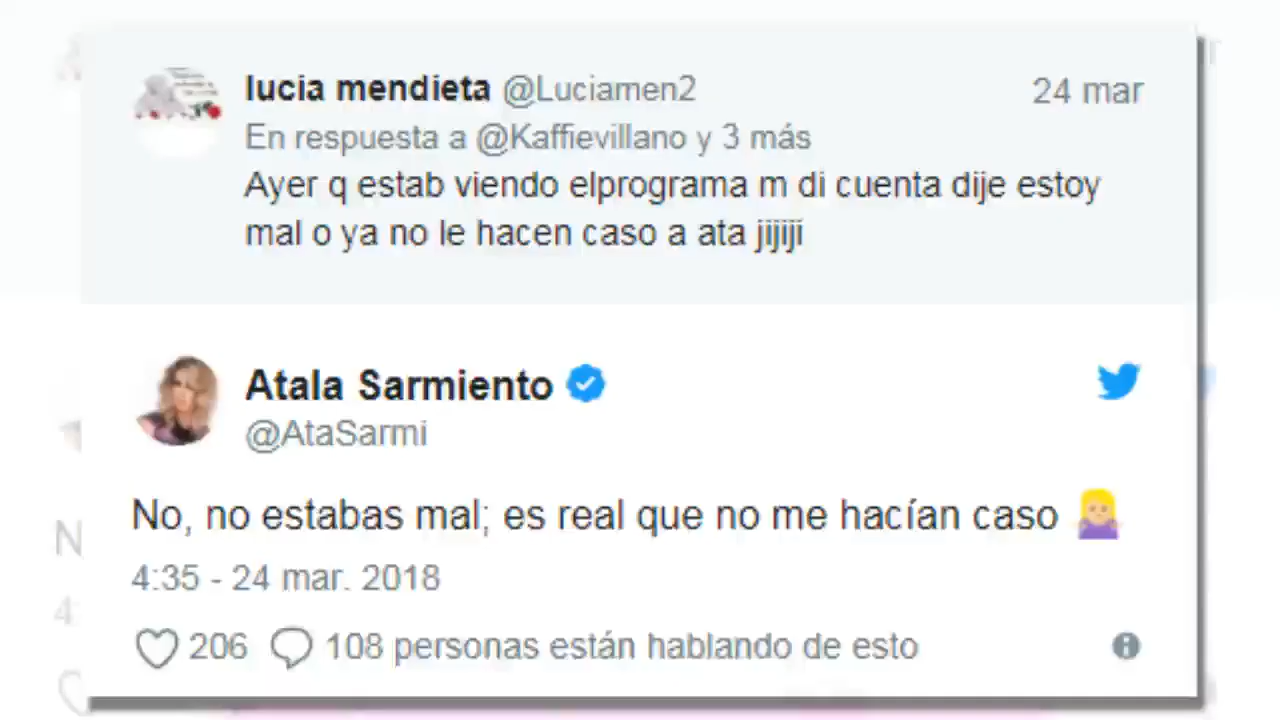 lucia mendieta @Luciamen2 24 mar
En respuesta a @Kaffievillano y 3 más
Ayer q estab viendo elprograma m di cuenta dije estoy
mal o ya no le hacen caso a ata jijiji
Atala Sarmiento
@AtaSarmi
No, no estabas mal; es real que no me hacían caso 🤷🏼‍♀️
4:35 - 24 mar. 2018
206 108 personas están hablando de esto